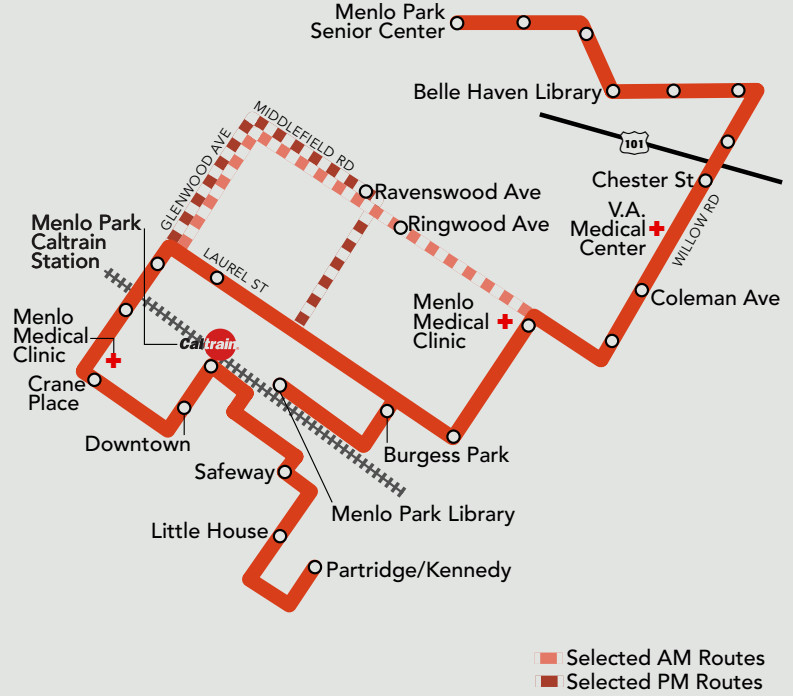 Menlo Park
Senior Center
Belle Haven Library
101
MIDDLEFIELD RD
GLENWOOD AVE
Chester St
Ravenswood Ave
V.A.
Medical
Center
WILLOW RD
Menlo Park
Caltrain
Station
Ringwood Ave
LAUREL ST
Coleman Ave
Menlo
Medical
Clinic
Menlo
Medical
Clinic
Caltrain
Crane
Place
Downtown
Burgess Park
Safeway
Menlo Park Library
Little House
Partridge/Kennedy
Selected AM Routes
Selected PM Routes